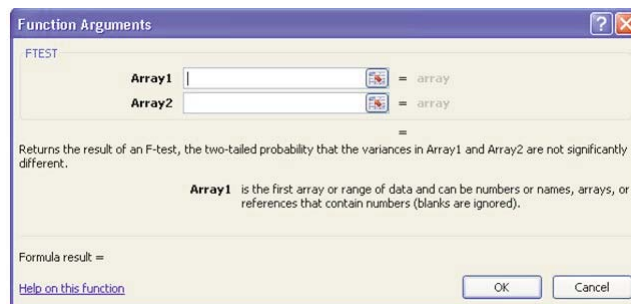 Function Arguments
FTEST
Array1 = array
Array2 = array
=
Returns the result of an F-test, the two-tailed probability that the variances in Array1 and Array2 are not significantly
different.
Array1 is the first array or range of data and can be numbers or names, arrays, or
references that contain numbers (blanks are ignored).
Formula result =
Help on this function OK Cancel